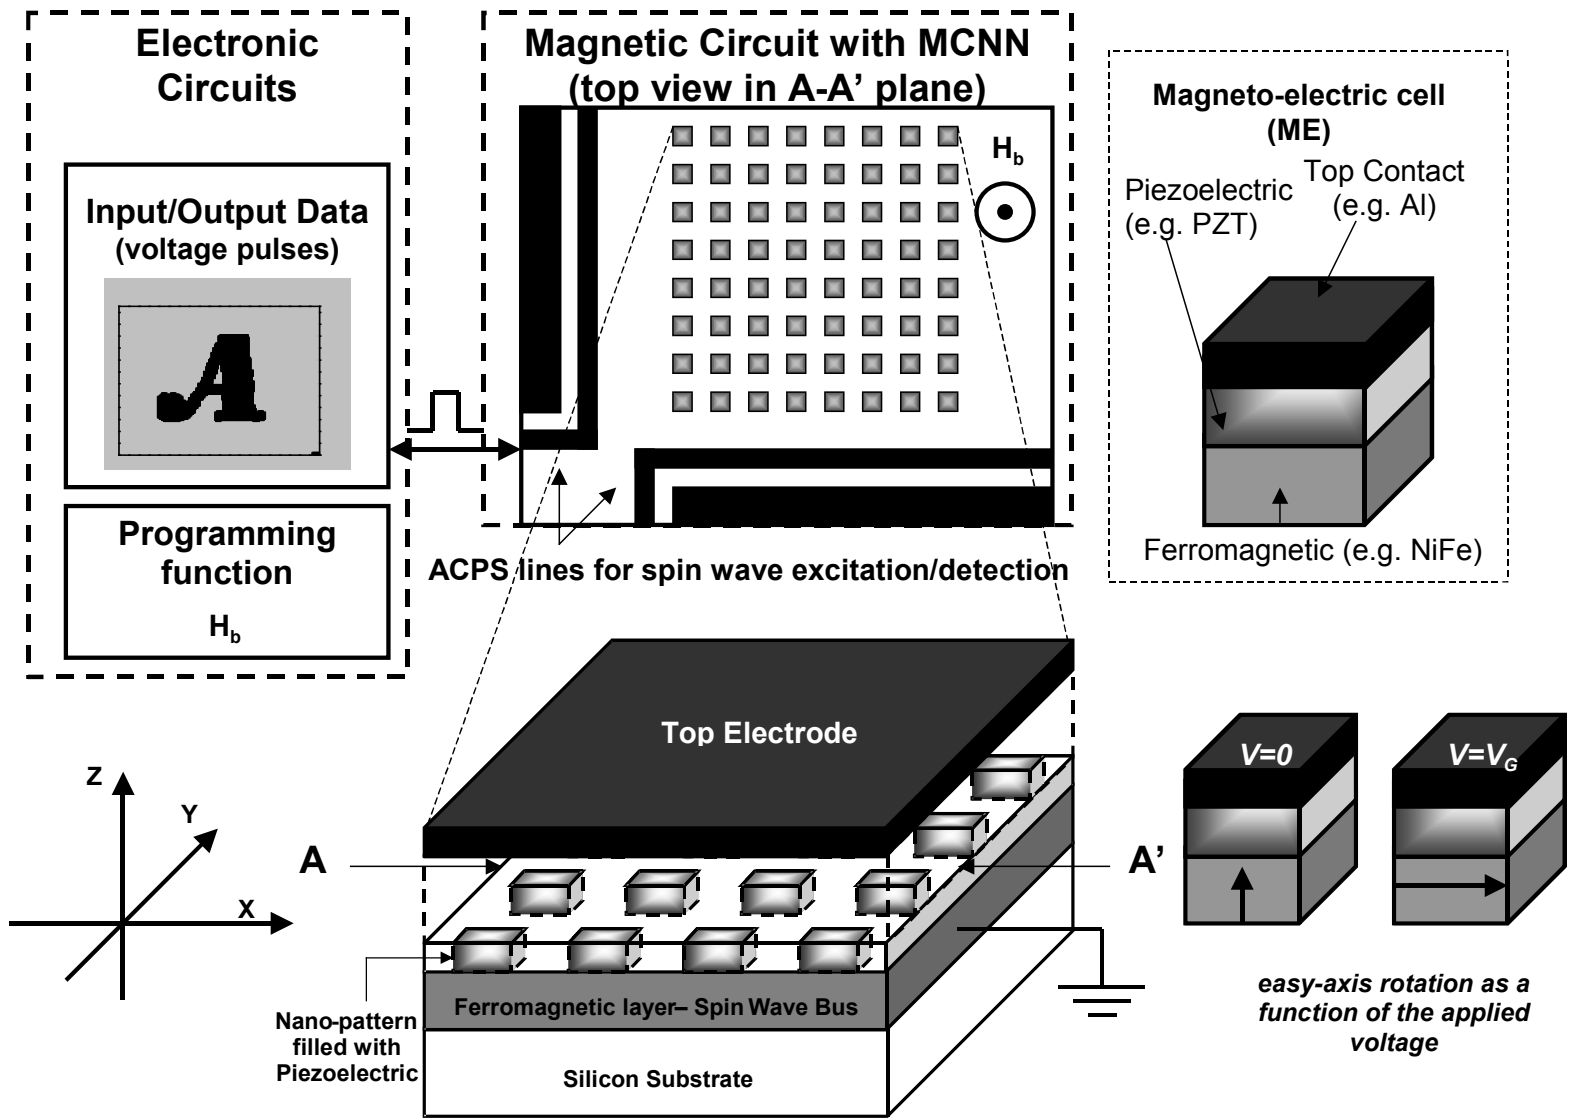 Electronic
Circuits
Input/Output Data
(voltage pulses)
A
Programming
function
H_b
Magnetic Circuit with MCNN
(top view in A-A’ plane)
H_b
ACPS lines for spin wave excitation/detection
Magneto-electric cell
(ME)
Top Contact
(e.g. Al)
Piezoelectric
(e.g. PZT)
Ferromagnetic (e.g. NiFe)
Top Electrode
Z
Y
X
A
A’
Nano-pattern
filled with
Piezoelectric
Ferromagnetic layer– Spin Wave Bus
Silicon Substrate
V=0
V=V_G
easy-axis rotation as a
function of the applied
voltage